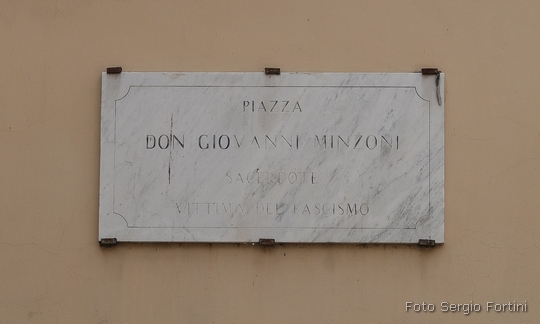 PIAZZA
DON GIOVANNI MINZONI
SACERDOTE
VITTIMA DEL FASCISMO
Foto Sergio Fortini